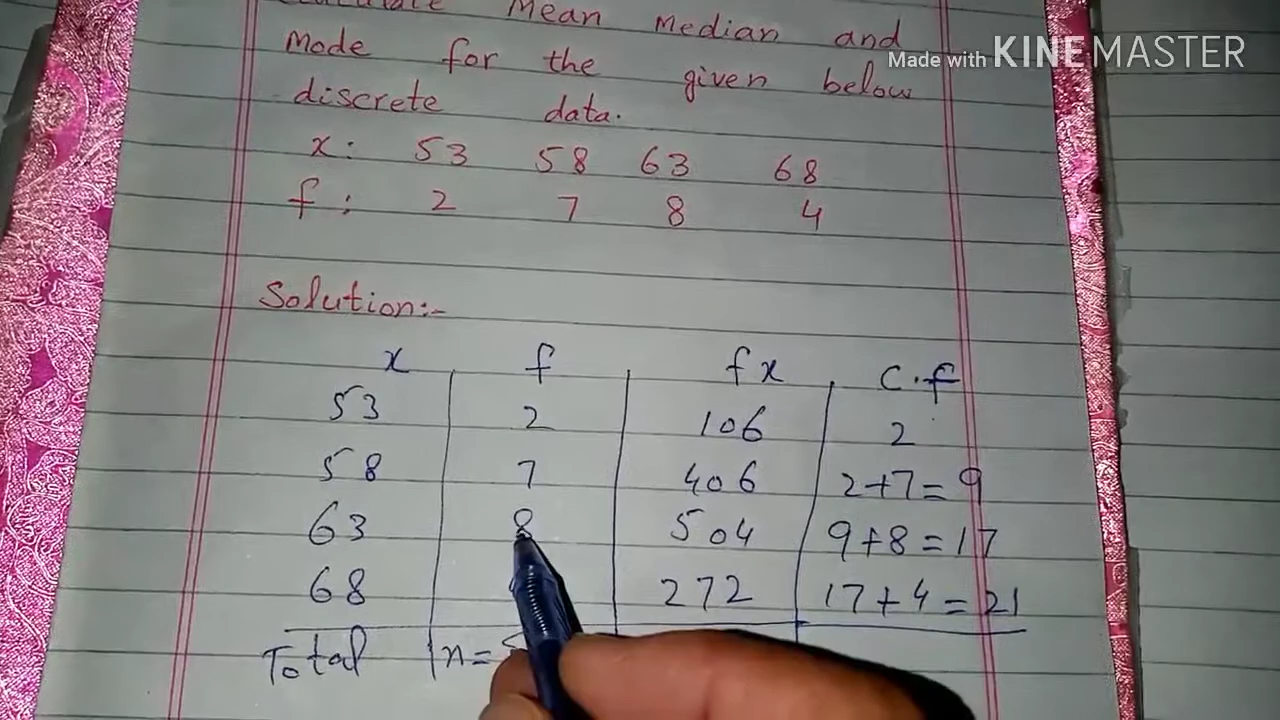 Mean Median and
Made with KINEMASTER
Mode for the given below
discrete data.
x: 53 58 63 68
f: 2 7 8 4
Solution:-
x f fx c.f
53 2 106 2
58 7 406 2+7=9
63 8 504 9+8=17
68 272 17+4=21
Total n=